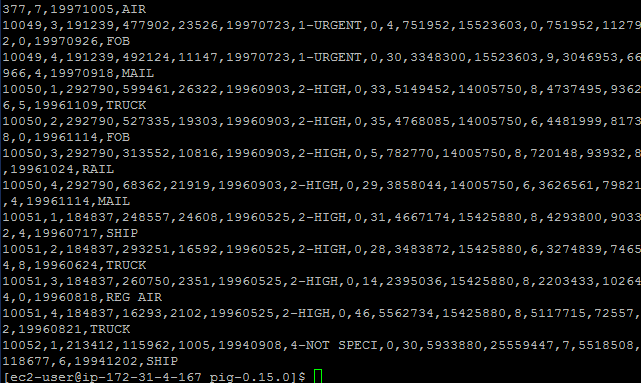 377,7,19971005,AIR
10049,3,191239,477902,23526,19970723,1-URGENT,0,4,751952,15523603,0,751952,11279
2,0,19970926,FOB
10049,4,191239,492124,11147,19970723,1-URGENT,0,30,3348300,15523603,9,3046953,66
966,4,19970918,MAIL
10050,1,292790,599461,26322,19960903,2-HIGH,0,33,5149452,14005750,8,4737495,9362
6,5,19961109,TRUCK
10050,2,292790,527335,19303,19960903,2-HIGH,0,35,4768085,14005750,6,4481999,8173
8,0,19961114,FOB
10050,3,292790,313552,10816,19960903,2-HIGH,0,5,782770,14005750,8,720148,93932,8
,19961024,RAIL
10050,4,292790,68362,21919,19960903,2-HIGH,0,29,3858044,14005750,6,3626561,79821
,4,19961114,MAIL
10051,1,184837,248557,24608,19960525,2-HIGH,0,31,4667174,15425880,8,4293800,9033
2,4,19960717,SHIP
10051,2,184837,293251,16592,19960525,2-HIGH,0,28,3483872,15425880,6,3274839,7465
4,8,19960624,TRUCK
10051,3,184837,260750,2351,19960525,2-HIGH,0,14,2395036,15425880,8,2203433,10264
4,0,19960818,REG AIR
10051,4,184837,16293,2102,19960525,2-HIGH,0,46,5562734,15425880,8,5117715,72557,
2,19960821,TRUCK
10052,1,213412,115962,1005,19940908,4-NOT SPECI,0,30,5933880,25559447,7,5518508,
118677,6,19941202,SHIP
[ec2-user@ip-172-31-4-167 pig-0.15.0]$